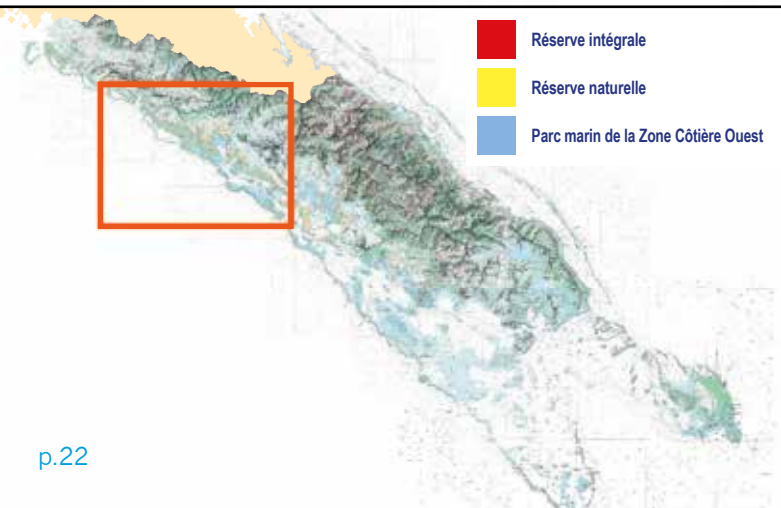 Réserve intégrale
Réserve naturelle
Parc marin de la Zone Côtière Ouest
p.22